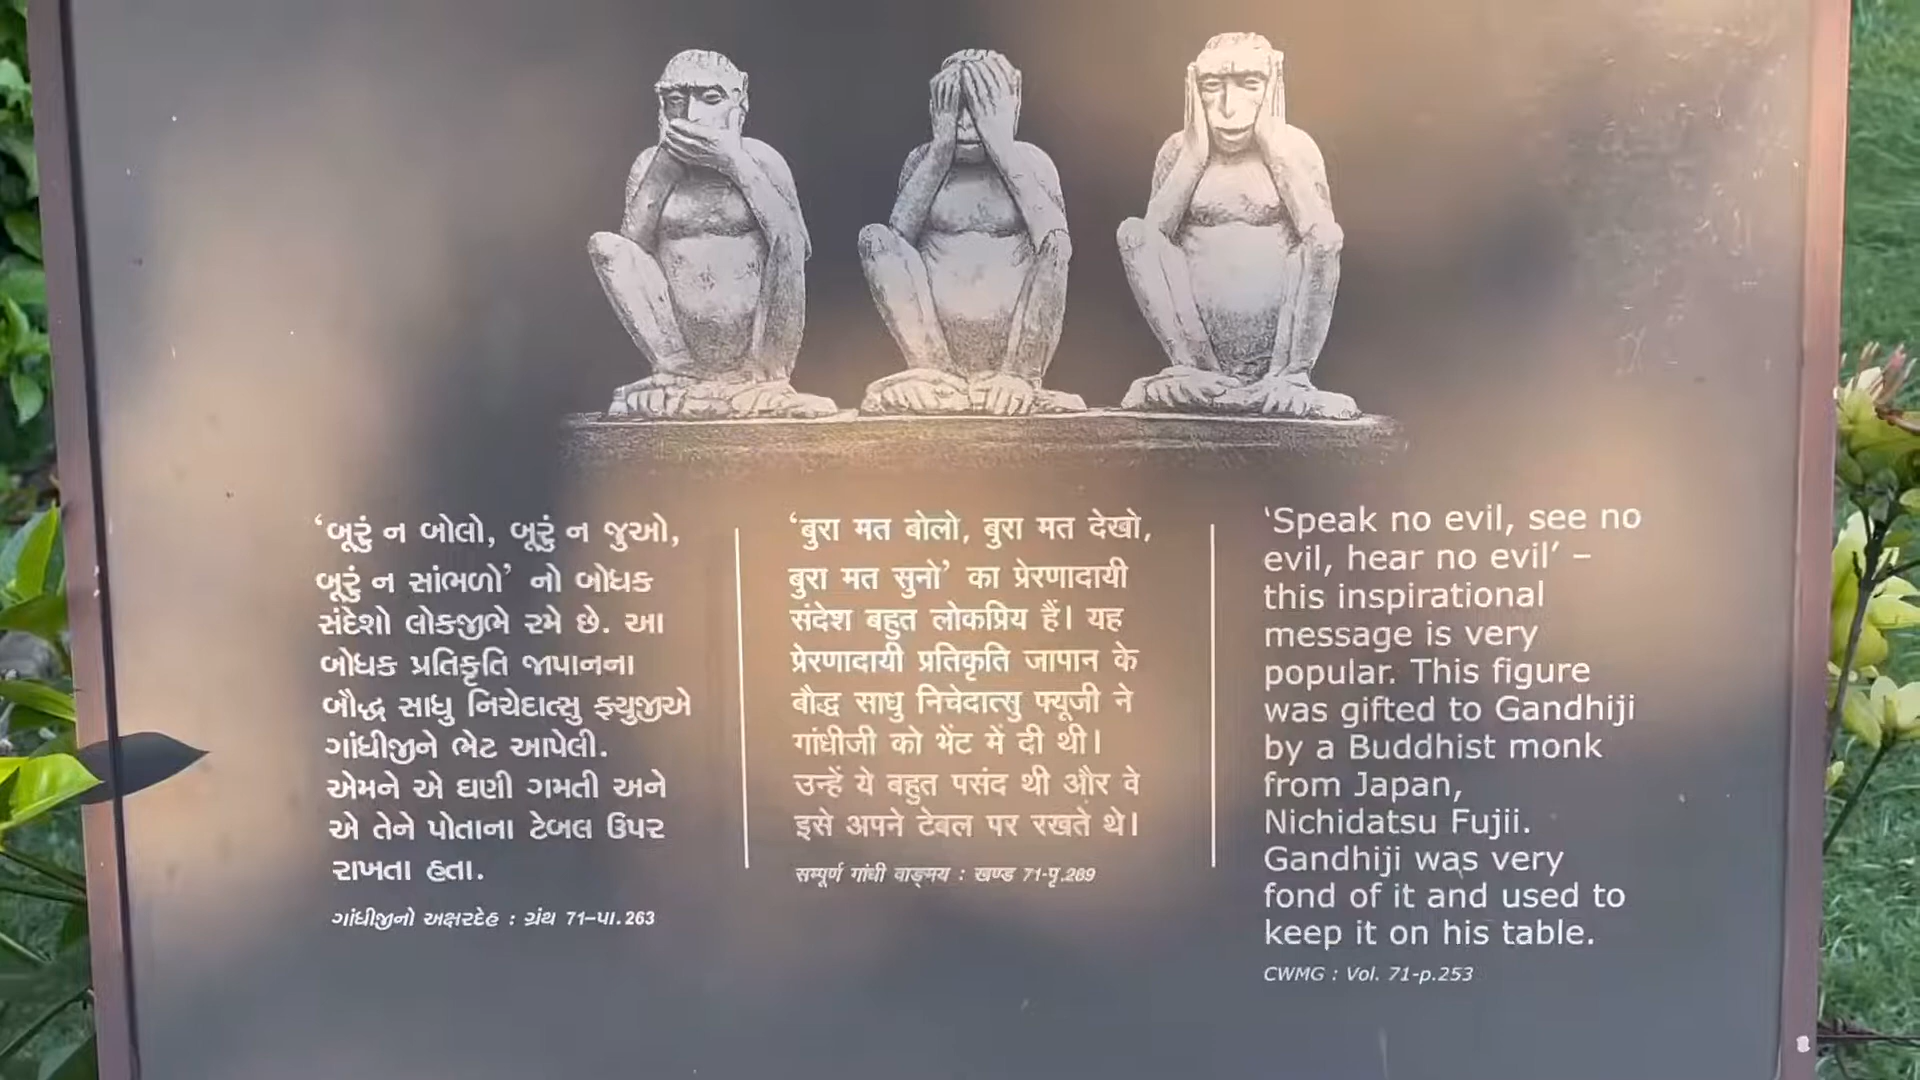 ‘બૂરું ન બોલો, બૂરું ન જુઓ,
બૂરું ન સાંભળો’ નો બોધક
સંદેશો લોકજીભે રમે છે. આ
બોધક પ્રતિકૃતિ જાપાનના
બૌદ્ધ સાધુ નિચેદાત્સુ ફ્યુજીએ
ગાંધીજીને ભેટ આપેલી.
એમને એ ઘણી ગમતી અને
એ તેને પોતાના ટેબલ ઉપર
રાખતા હતા.
ગાંધીજીનો અક્ષરદેહ : ગ્રંથ 71–પા. 263
‘बुरा मत बोलो, बुरा मत देखो,
बुरा मत सुनो’ का प्रेरणादायी
संदेश बहुत लोकप्रिय हैं। यह
प्रेरणादायी प्रतिकृति जापान के
बौद्ध साधु निचेदात्सु फ्यूजी ने
गांधीजी को भेंट में दी थी।
उन्हें ये बहुत पसंद थी और वे
इसे अपने टेबल पर रखते थे।
सम्पूर्ण गांधी वाङ्मय : खण्ड 71-पृ.269
‘Speak no evil, see no
evil, hear no evil’ –
this inspirational
message is very
popular. This figure
was gifted to Gandhiji
by a Buddhist monk
from Japan,
Nichidatsu Fujii.
Gandhiji was very
fond of it and used to
keep it on his table.
CWMG : Vol. 71-p.253